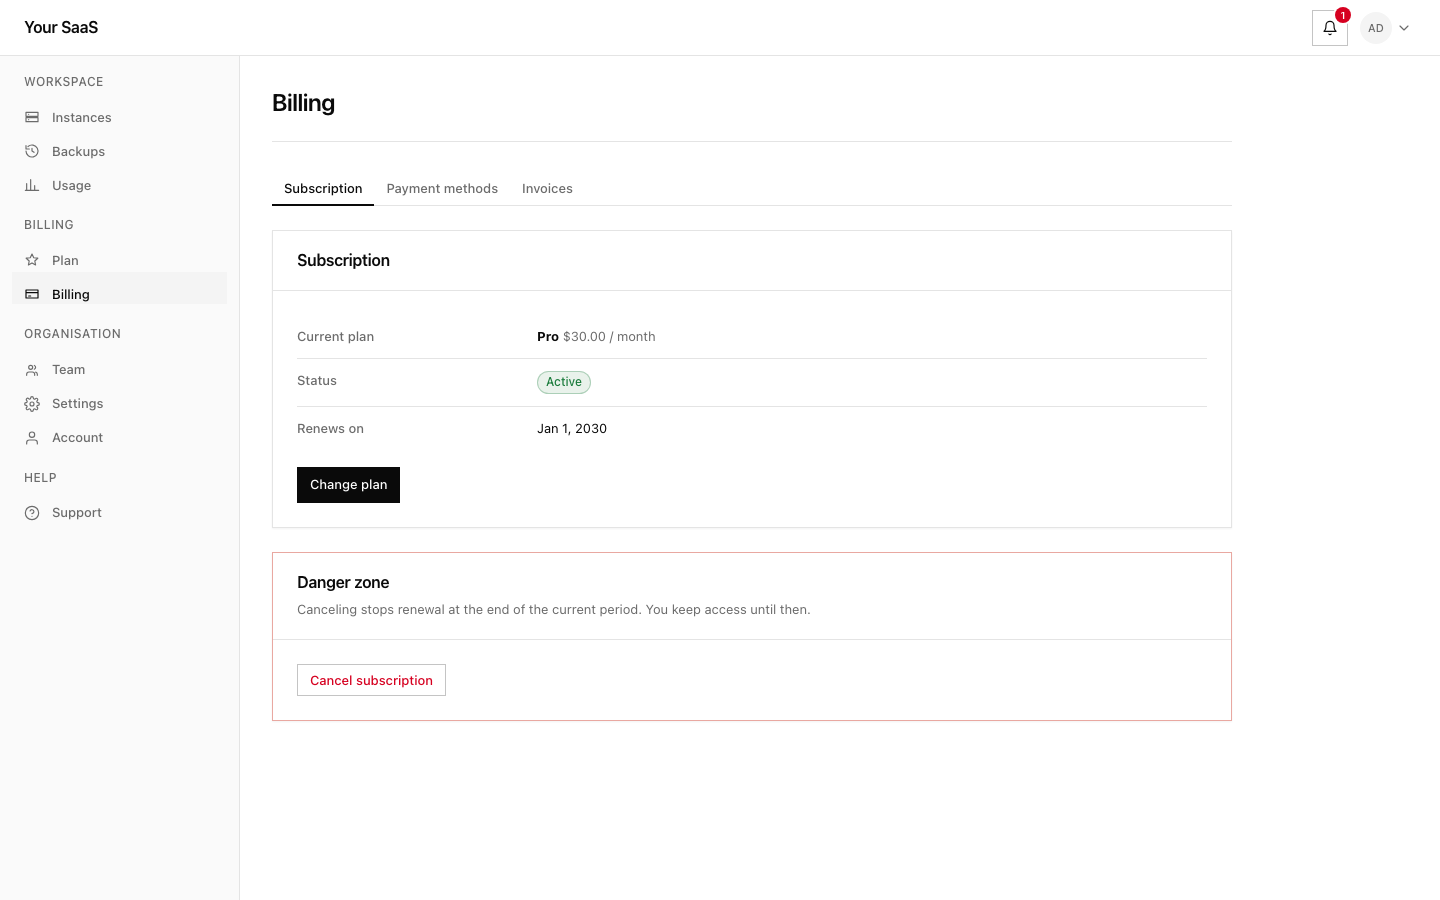 Your SaaS
1
AD
WORKSPACE
Instances
Backups
Usage
BILLING
Plan
Billing
ORGANISATION
Team
Settings
Account
HELP
Support
Billing
Subscription Payment methods Invoices
Subscription
Current plan Pro $30.00 / month
Status Active
Renews on Jan 1, 2030
Change plan
Danger zone
Canceling stops renewal at the end of the current period. You keep access until then.
Cancel subscription